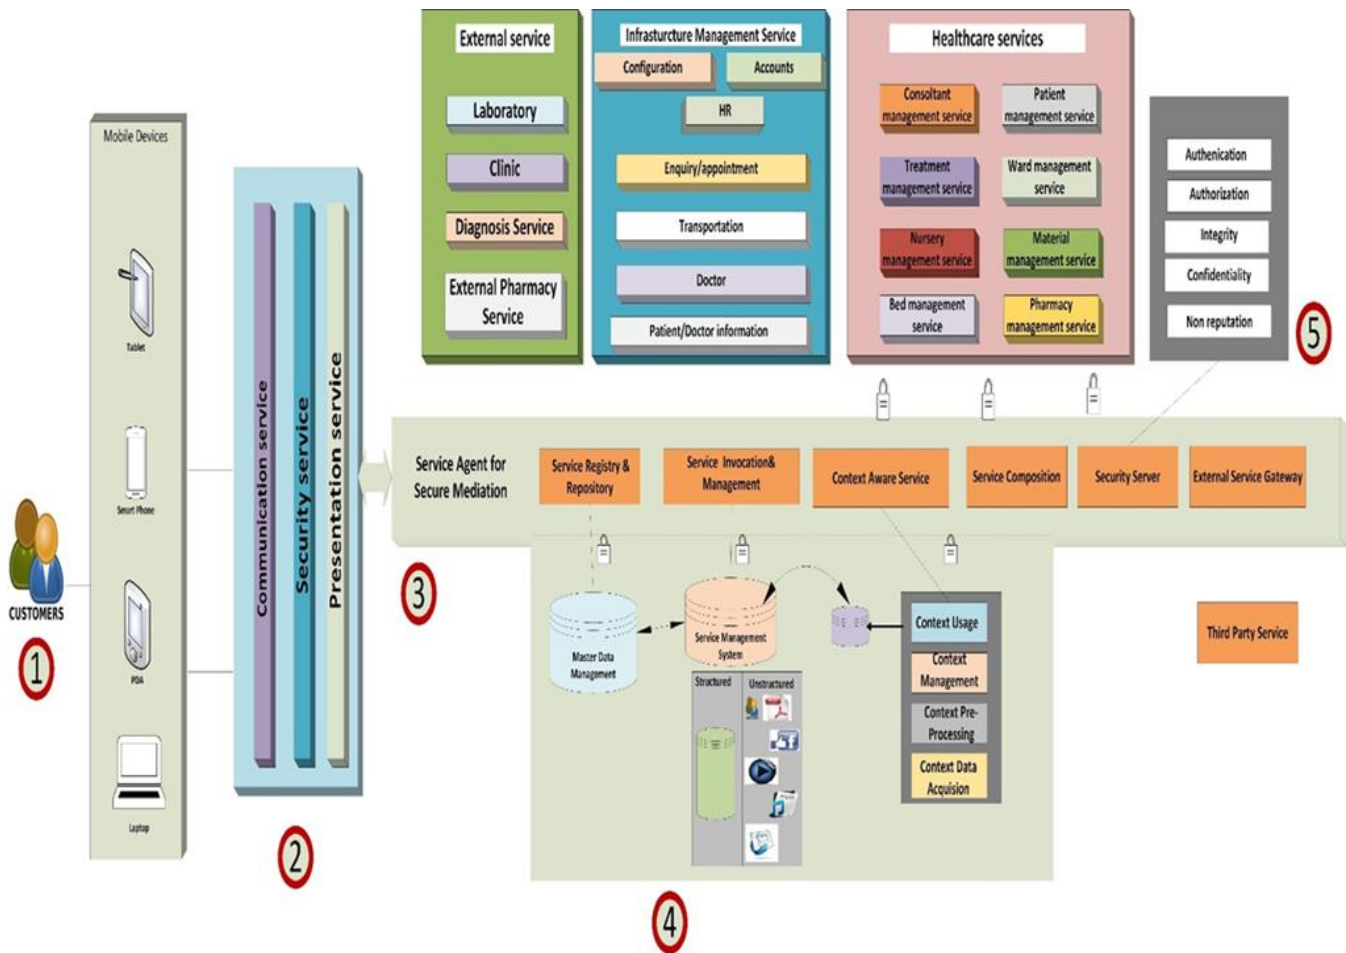 External service
Laboratory
Clinic
Diagnosis Service
External Pharmacy
Service
Infrasturcture Management Service
Configuration
Accounts
HR
Enquiry/appointment
Transportation
Doctor
Patient/Doctor information
Healthcare services
Consoltant
management service
Patient
management service
Treatment
management service
Ward management
service
Nursery
management service
Material
management service
Bed management
service
Pharmacy
management service
Authenication
Authorization
Integrity
Confidentiality
Non reputation
5
Mobile Devices
Tablet
Smart Phone
PDA
Laptop
CUSTOMERS
1
Communication service
Security service
Presentation service
2
Service Agent for
Secure Mediation
Service Registry &
Repository
Service Invocation&
Management
Context Aware Service
Service Composition
Security Server
External Service Gateway
3
Master Data
Management
Service Management
System
Structured
Unstructured
Context Usage
Context
Management
Context Pre-
Processing
Context Data
Acquision
Third Party Service
4